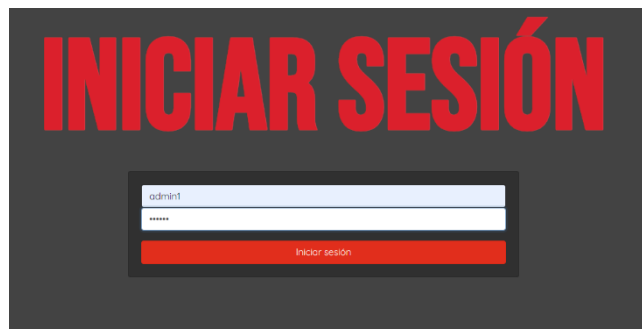 INICIAR SESIÓN
admin1
••••••
Iniciar sesión